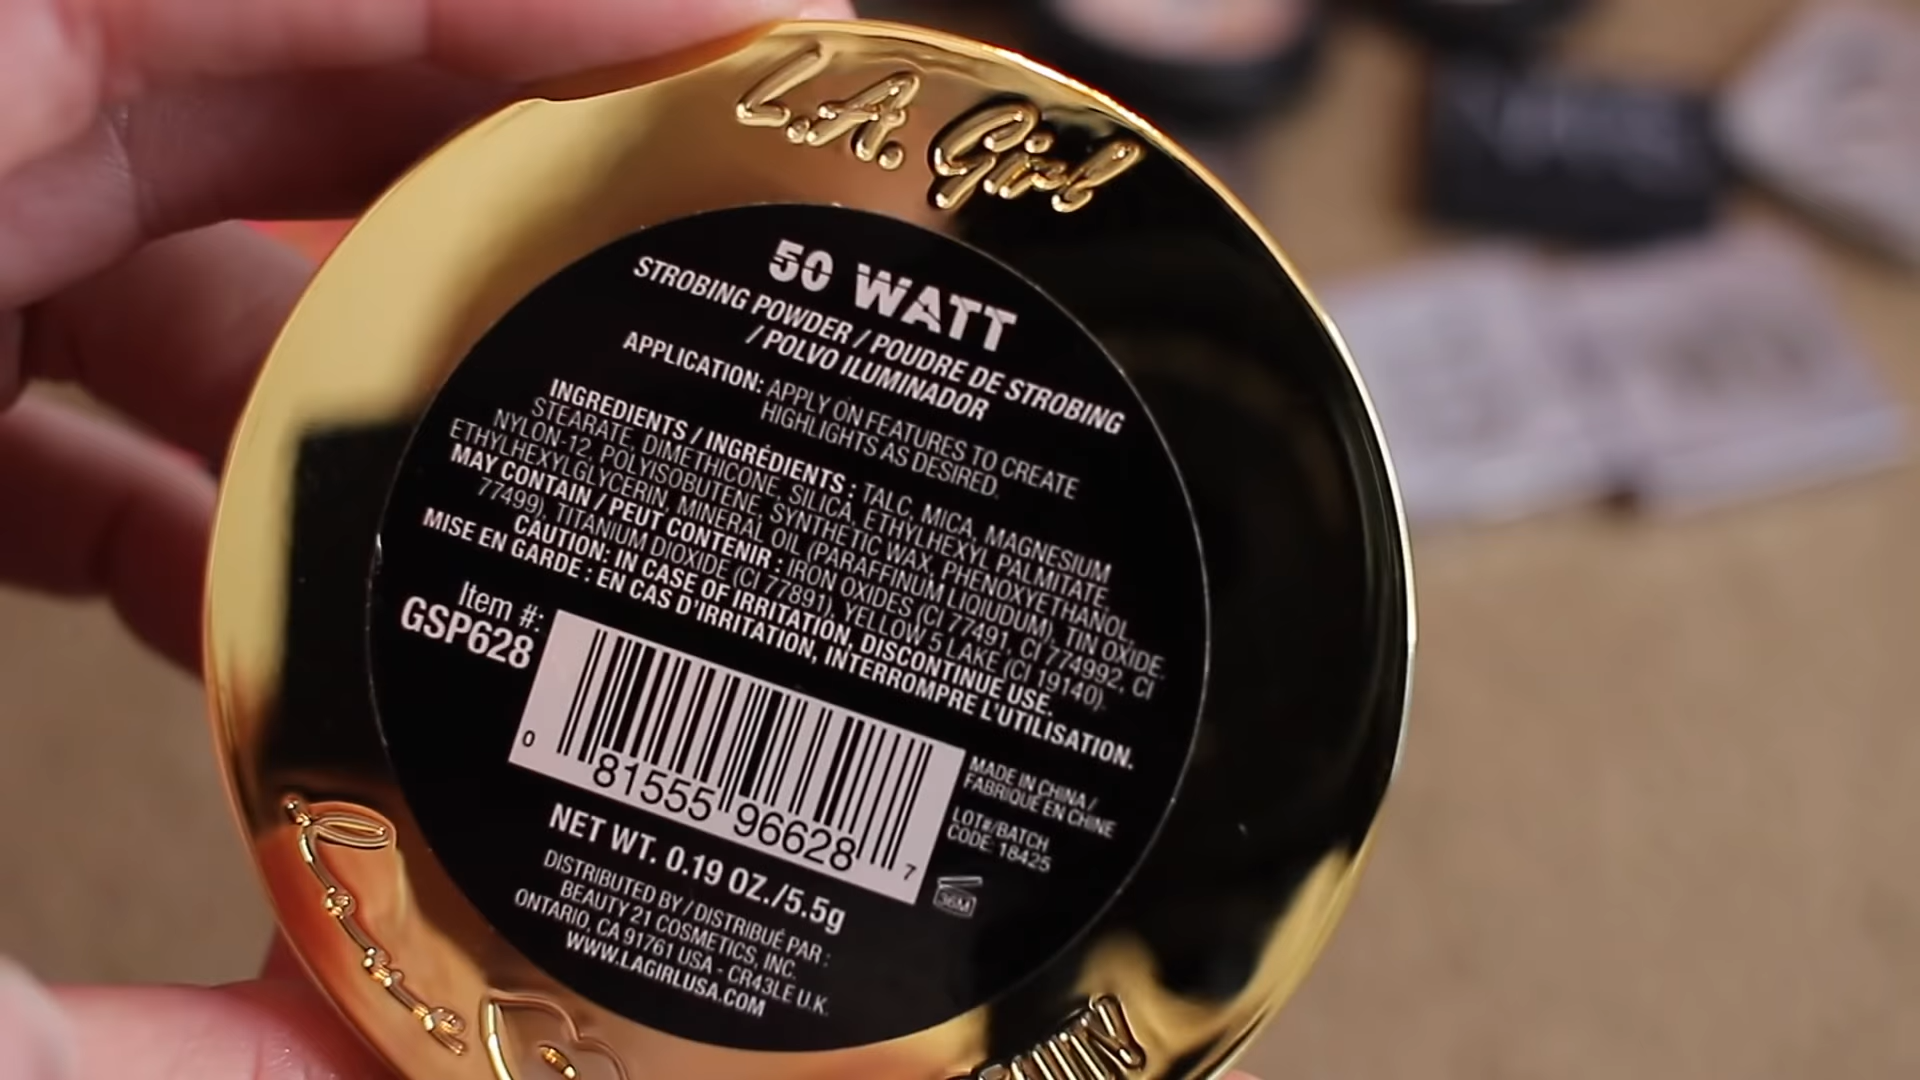 L.A. Girl
50 WATT
STROBING POWDER / POUDRE DE STROBING
/ POLVO ILUMINADOR
APPLICATION: APPLY ON FEATURES TO CREATE
HIGHLIGHTS AS DESIRED.
INGREDIENTS / INGRÉDIENTS : TALC, MICA, MAGNESIUM
STEARATE, DIMETHICONE, SILICA, ETHYLHEXYL PALMITATE,
NYLON-12, POLYISOBUTENE, SYNTHETIC WAX, PHENOXYETHANOL,
ETHYLHEXYLGLYCERIN, MINERAL OIL (PARAFFINUM LIQIUDUM), TIN OXIDE.
MAY CONTAIN / PEUT CONTENIR : IRON OXIDES (CI 77491, CI 774992, CI
77499), TITANIUM DIOXIDE (CI 77891), YELLOW 5 LAKE (CI 19140).
CAUTION: IN CASE OF IRRITATION, DISCONTINUE USE.
MISE EN GARDE : EN CAS D'IRRITATION, INTERROMPRE L'UTILISATION.
Item #:
GSP628
0 81555 96628 7
MADE IN CHINA /
FABRIQUÉ EN CHINE
LOT#/BATCH
CODE: 18425
36M
NET WT. 0.19 OZ./5.5g
DISTRIBUTED BY / DISTRIBUÉ PAR :
BEAUTY 21 COSMETICS, INC.
ONTARIO, CA 91761 USA - CR43LE U.K.
WWW.LAGIRLUSA.COM